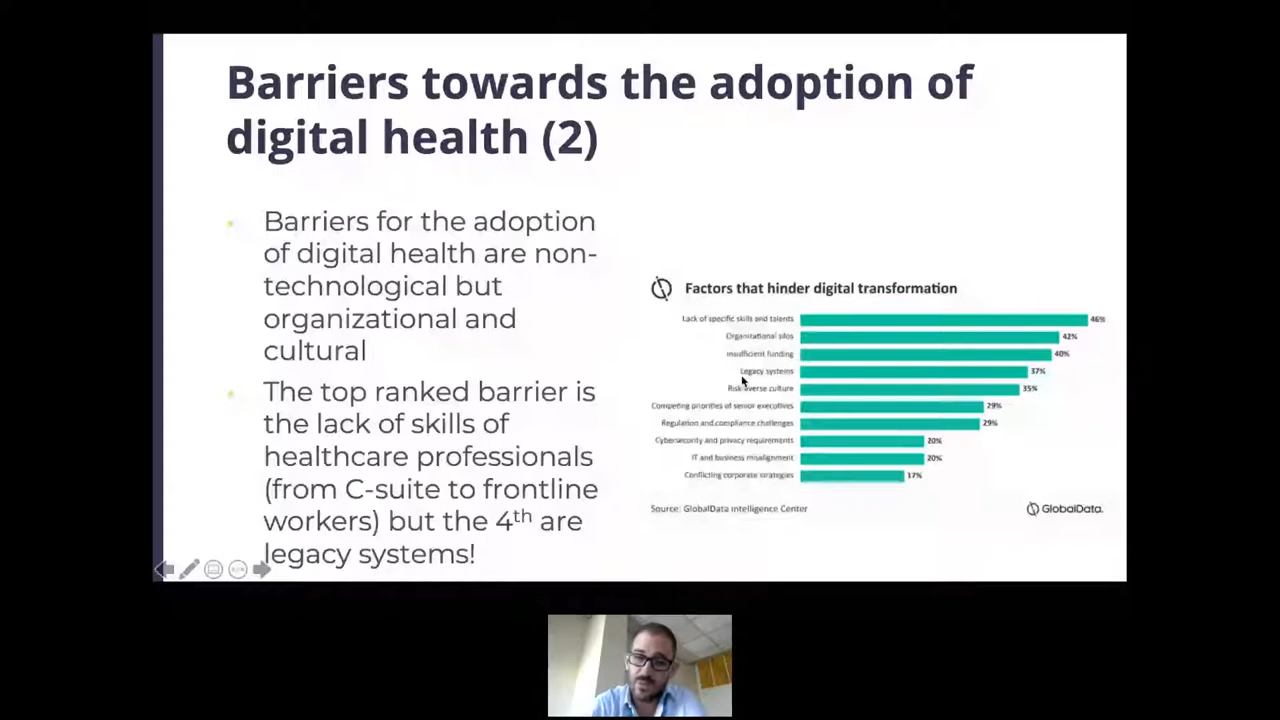 Barriers towards the adoption of
digital health (2)
Barriers for the adoption
of digital health are non-
technological but
organizational and
cultural
The top ranked barrier is
the lack of skills of
healthcare professionals
(from C-suite to frontline
workers) but the 4th are
legacy systems!
Factors that hinder digital transformation
Lack of specific skills and talents 46%
Organizational silos 42%
Insufficient funding 40%
Legacy systems 37%
Risk-averse culture 35%
Competing priorities of senior executives 29%
Regulation and compliance challenges 29%
Cybersecurity and privacy requirements 20%
IT and business misalignment 20%
Conflicting corporate strategies 17%
Source: GlobalData Intelligence Center
GlobalData.